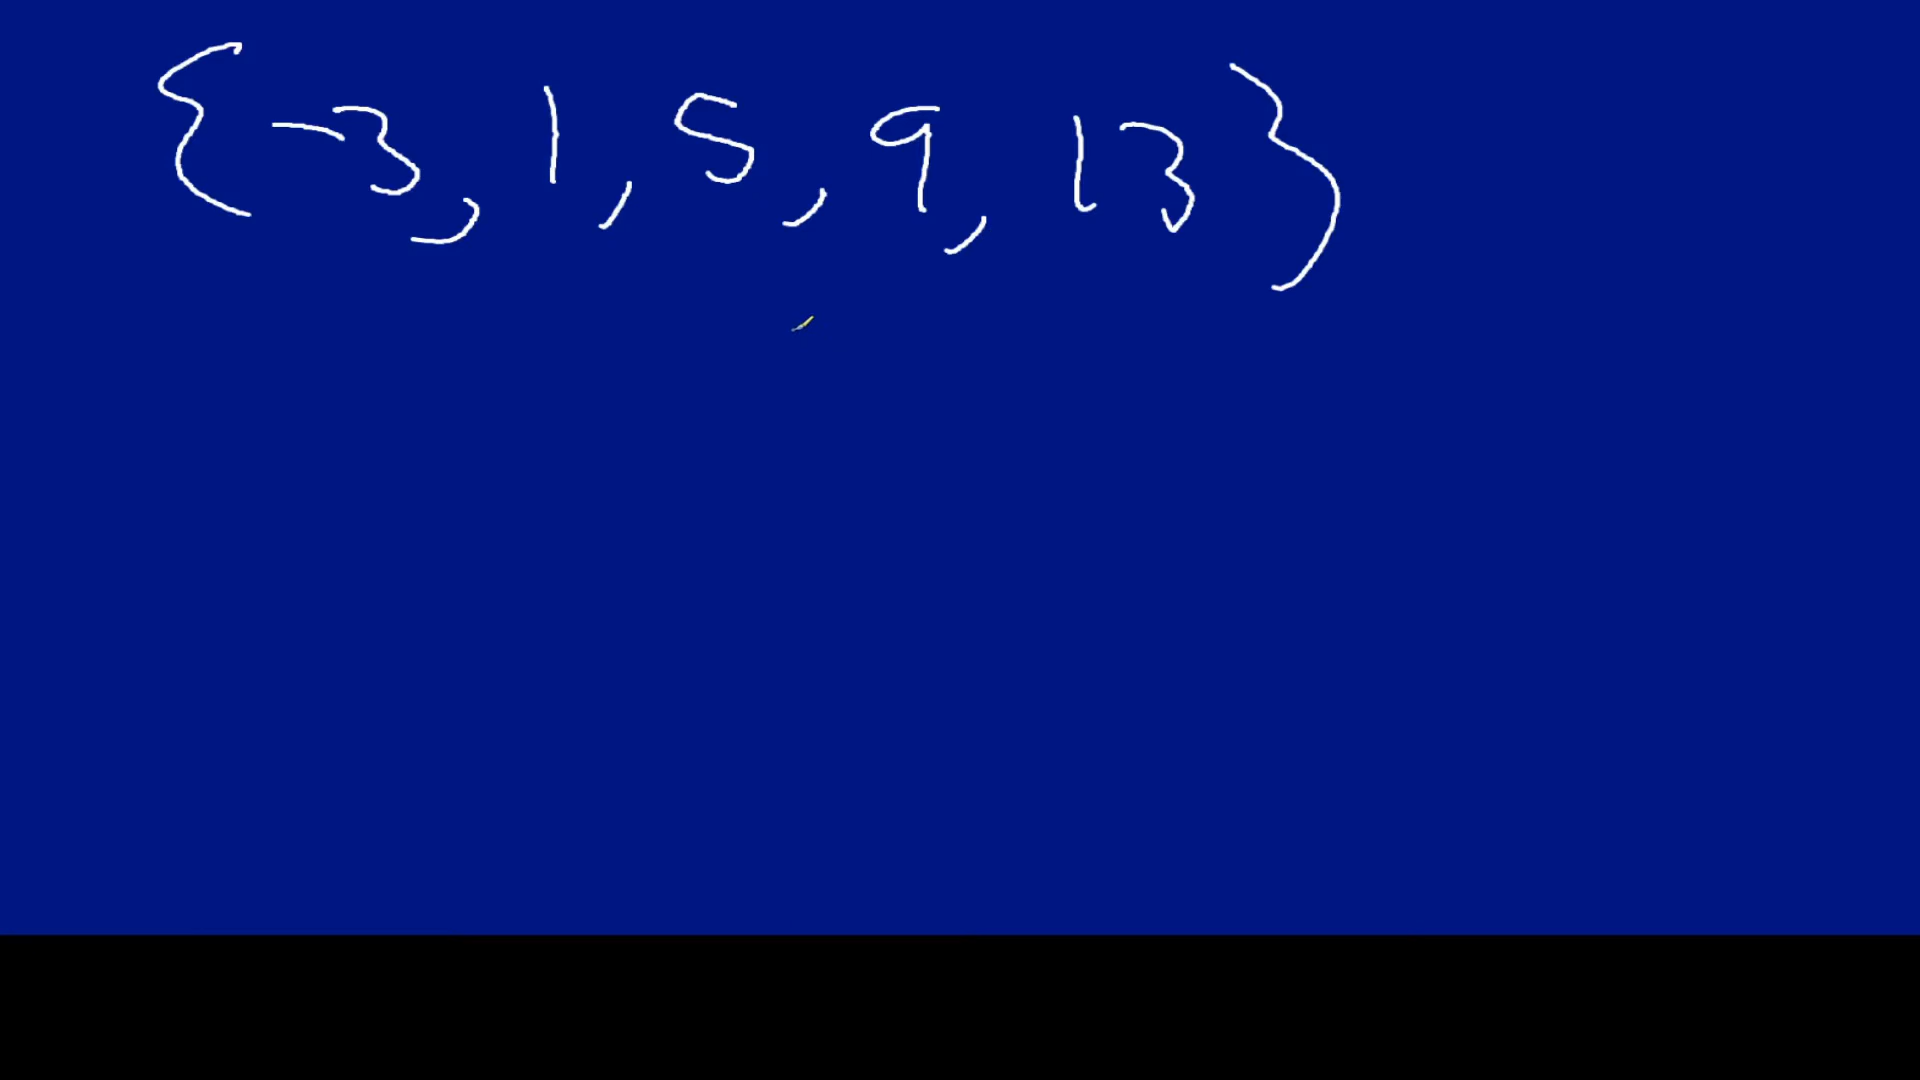 {-3, 1, 5, 9, 13}